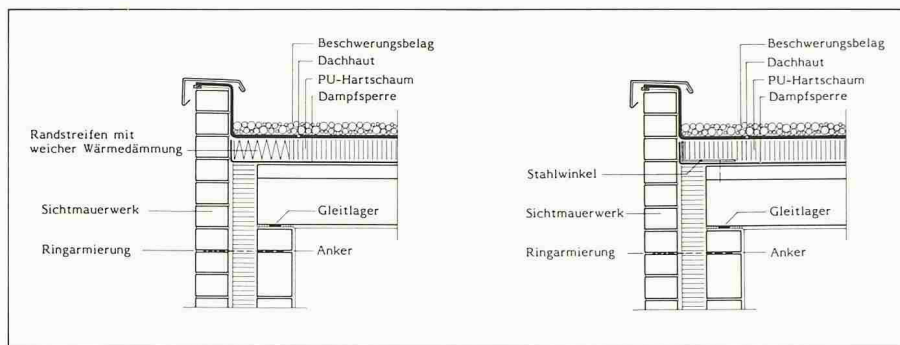 Beschwerungsbelag
Dachhaut
PU-Hartschaum
Dampfsperre
Randstreifen mit
weicher Wärmedämmung
Sichtmauerwerk
Gleitlager
Ringarmierung
Anker
Beschwerungsbelag
Dachhaut
PU-Hartschaum
Dampfsperre
Stahlwinkel
Sichtmauerwerk
Gleitlager
Ringarmierung
Anker